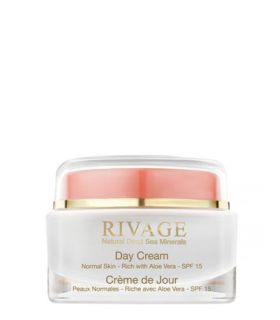 RIVAGE
Natural Dead Sea Minerals
Day Cream
Normal Skin - Rich with Aloe Vera - SPF 15
Crème de Jour
Peaux Normales - Riche avec Aloe Vera - SPF 15